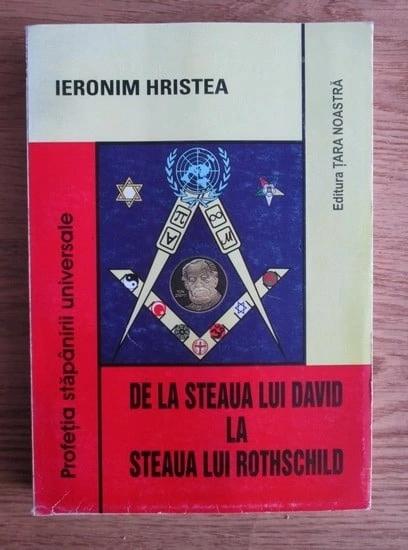 IERONIM HRISTEA
Editura ȚARA NOASTRĂ
Profeția stăpânirii universale
DE LA STEAUA LUI DAVID
LA
STEAUA LUI ROTHSCHILD